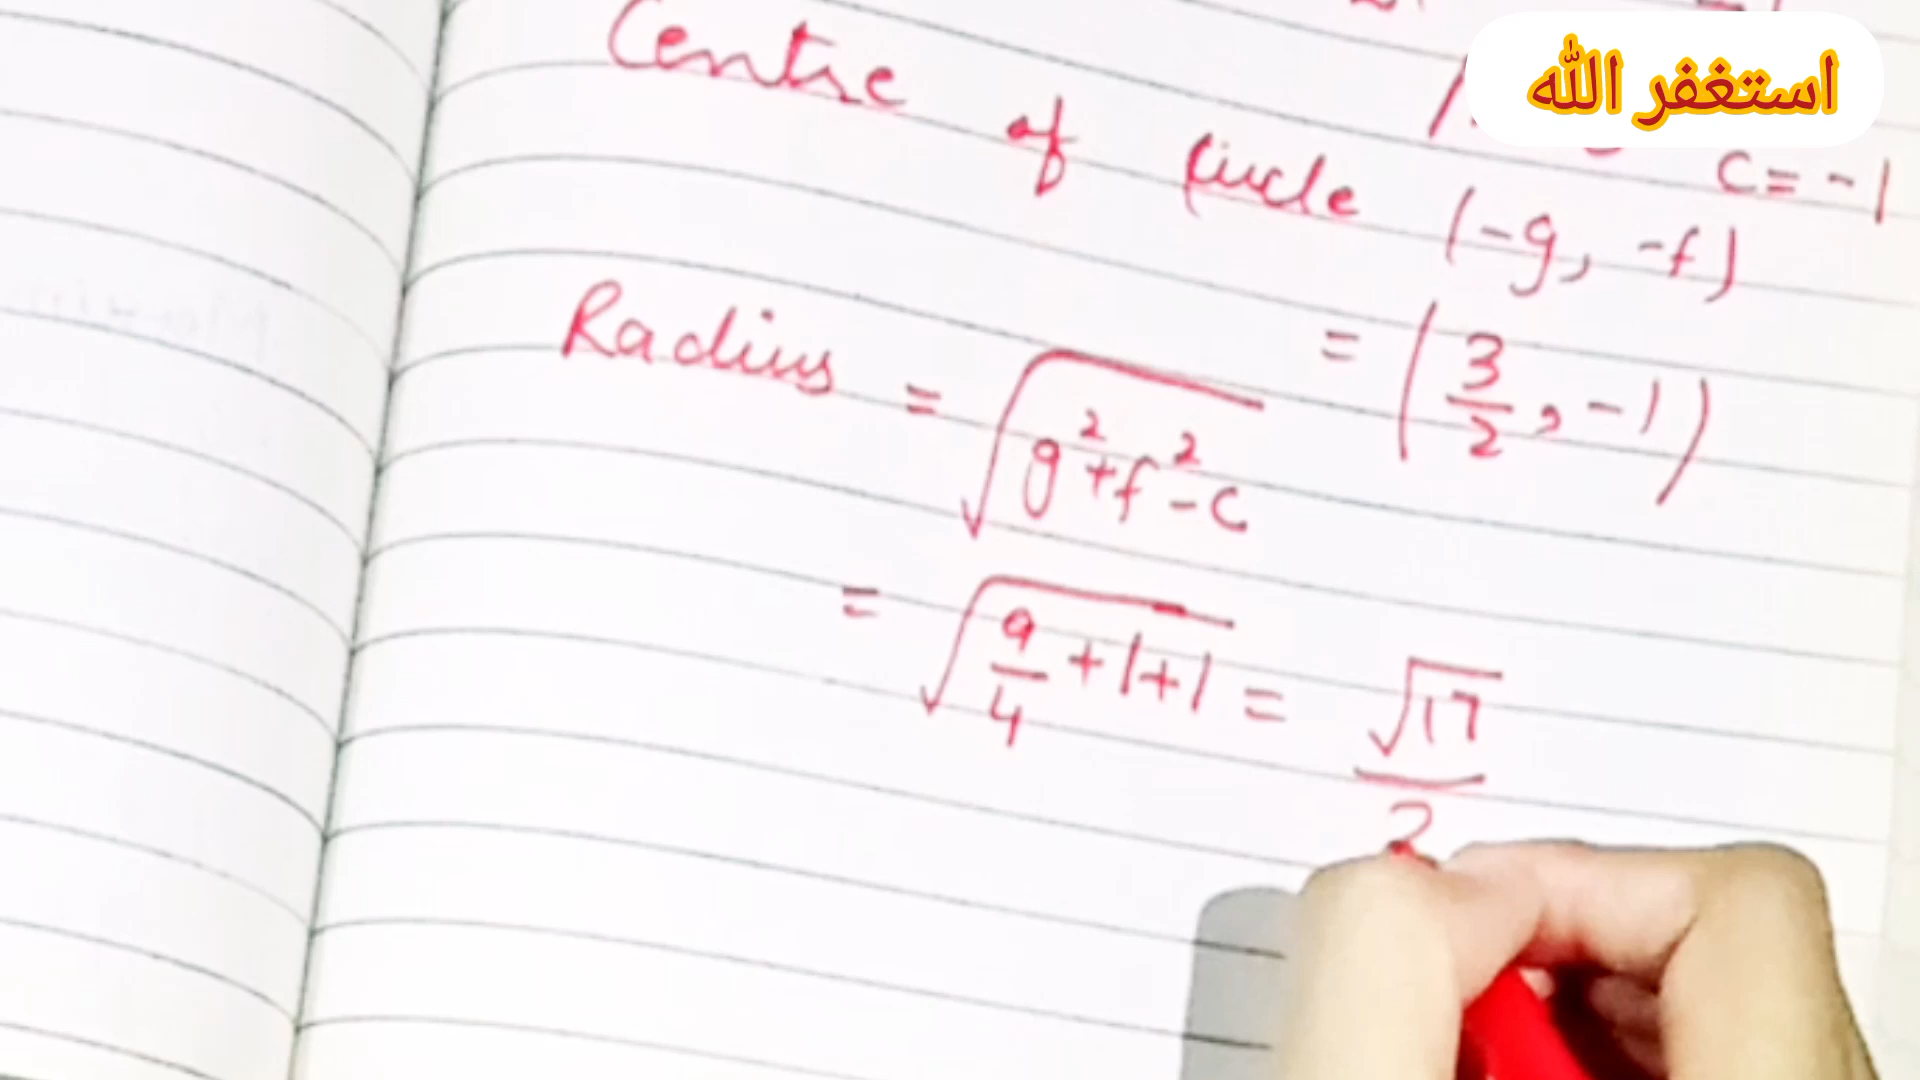 استغفر الله
c = -1
Centre of circle (-g, -f)
= (3/2, -1)
Radius = √(g²+f²-c)
= √(9/4 +1+1) = √17/2